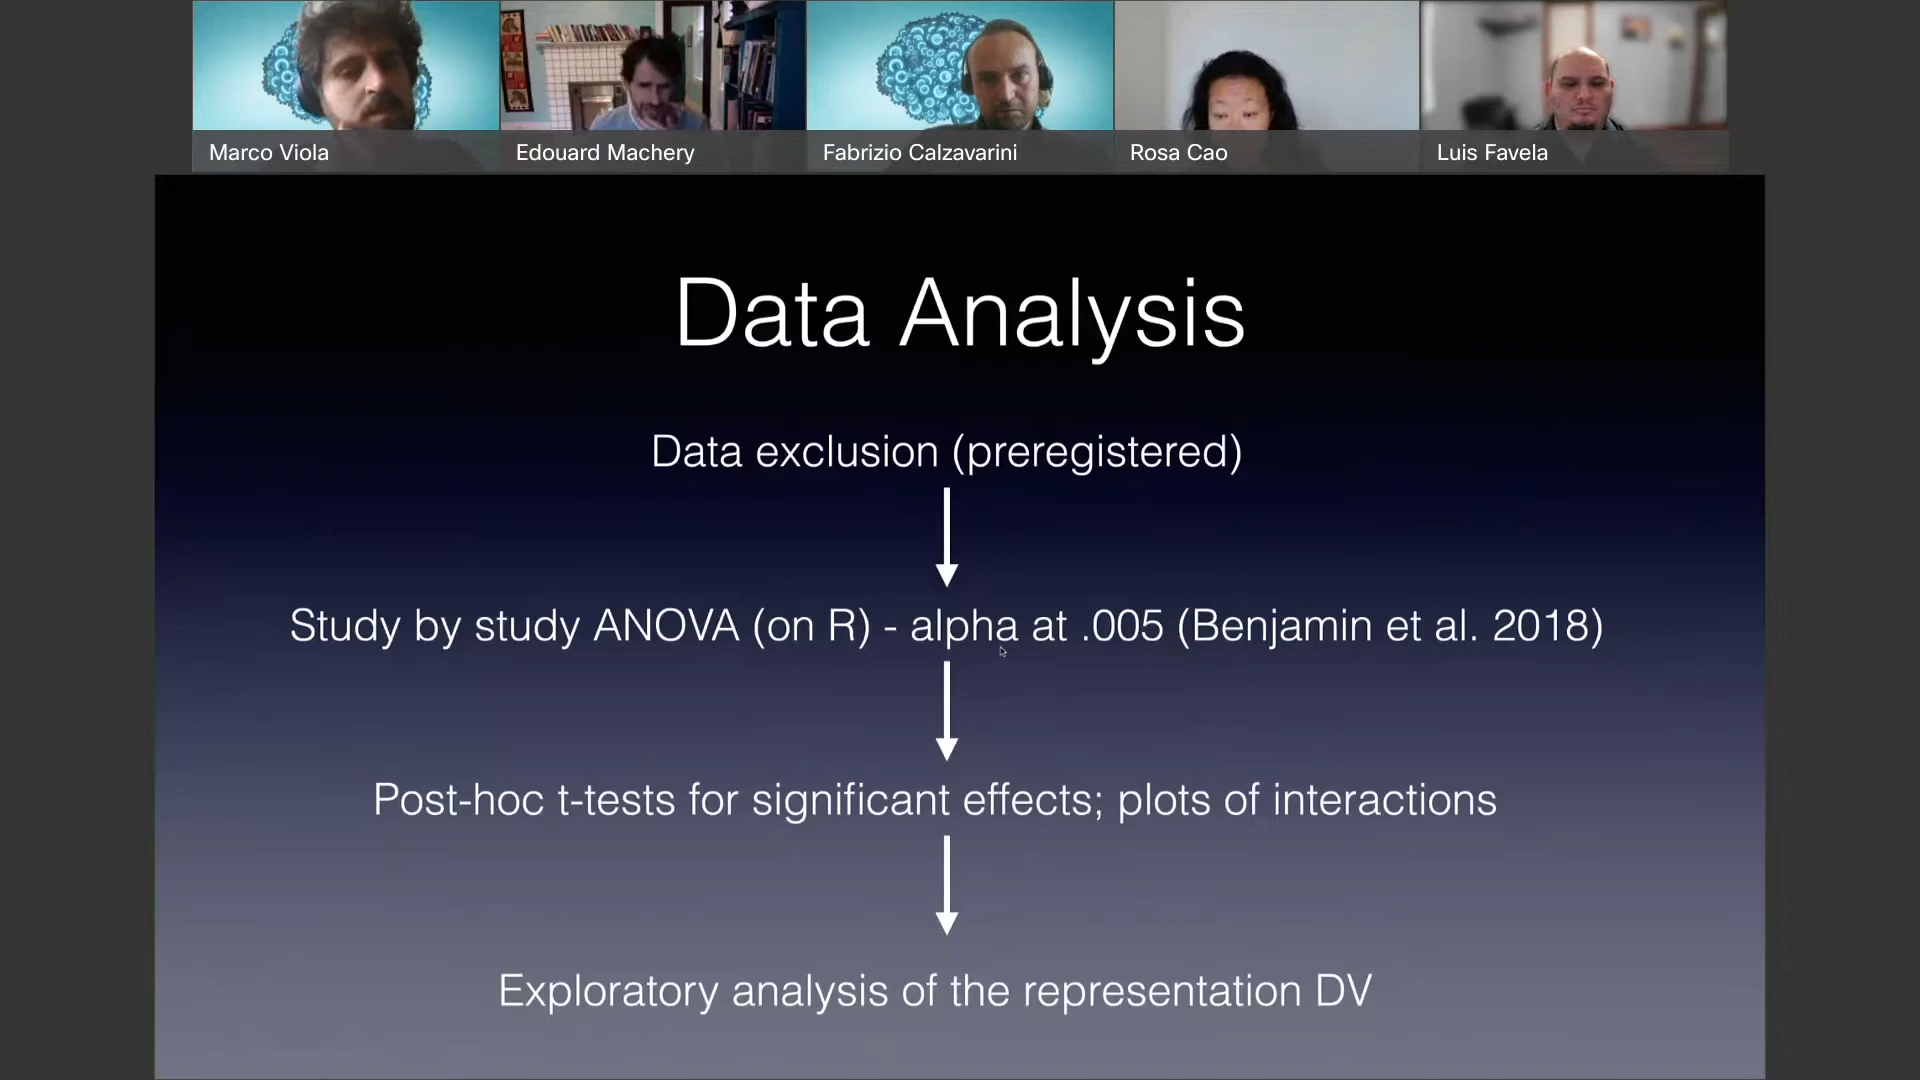 Marco Viola
Edouard Machery
Fabrizio Calzavarini
Rosa Cao
Luis Favela
Data Analysis
Data exclusion (preregistered)
Study by study ANOVA (on R) - alpha at .005 (Benjamin et al. 2018)
Post-hoc t-tests for significant effects; plots of interactions
Exploratory analysis of the representation DV